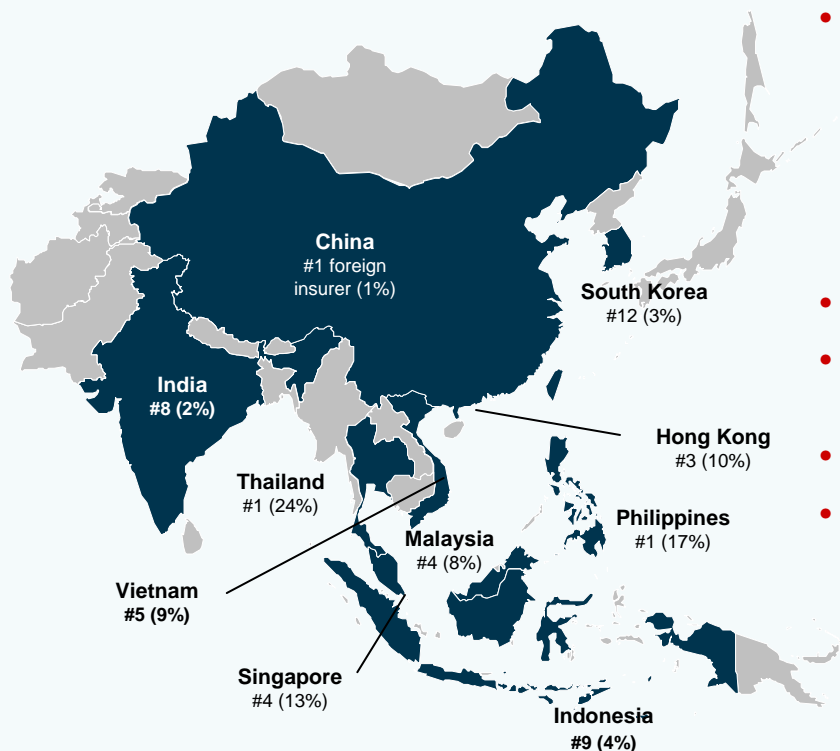 China
#1 foreign
insurer (1%)
South Korea
#12 (3%)
India
#8 (2%)
Hong Kong
#3 (10%)
Thailand
#1 (24%)
Philippines
#1 (17%)
Malaysia
#4 (8%)
Vietnam
#5 (9%)
Singapore
#4 (13%)
Indonesia
#9 (4%)